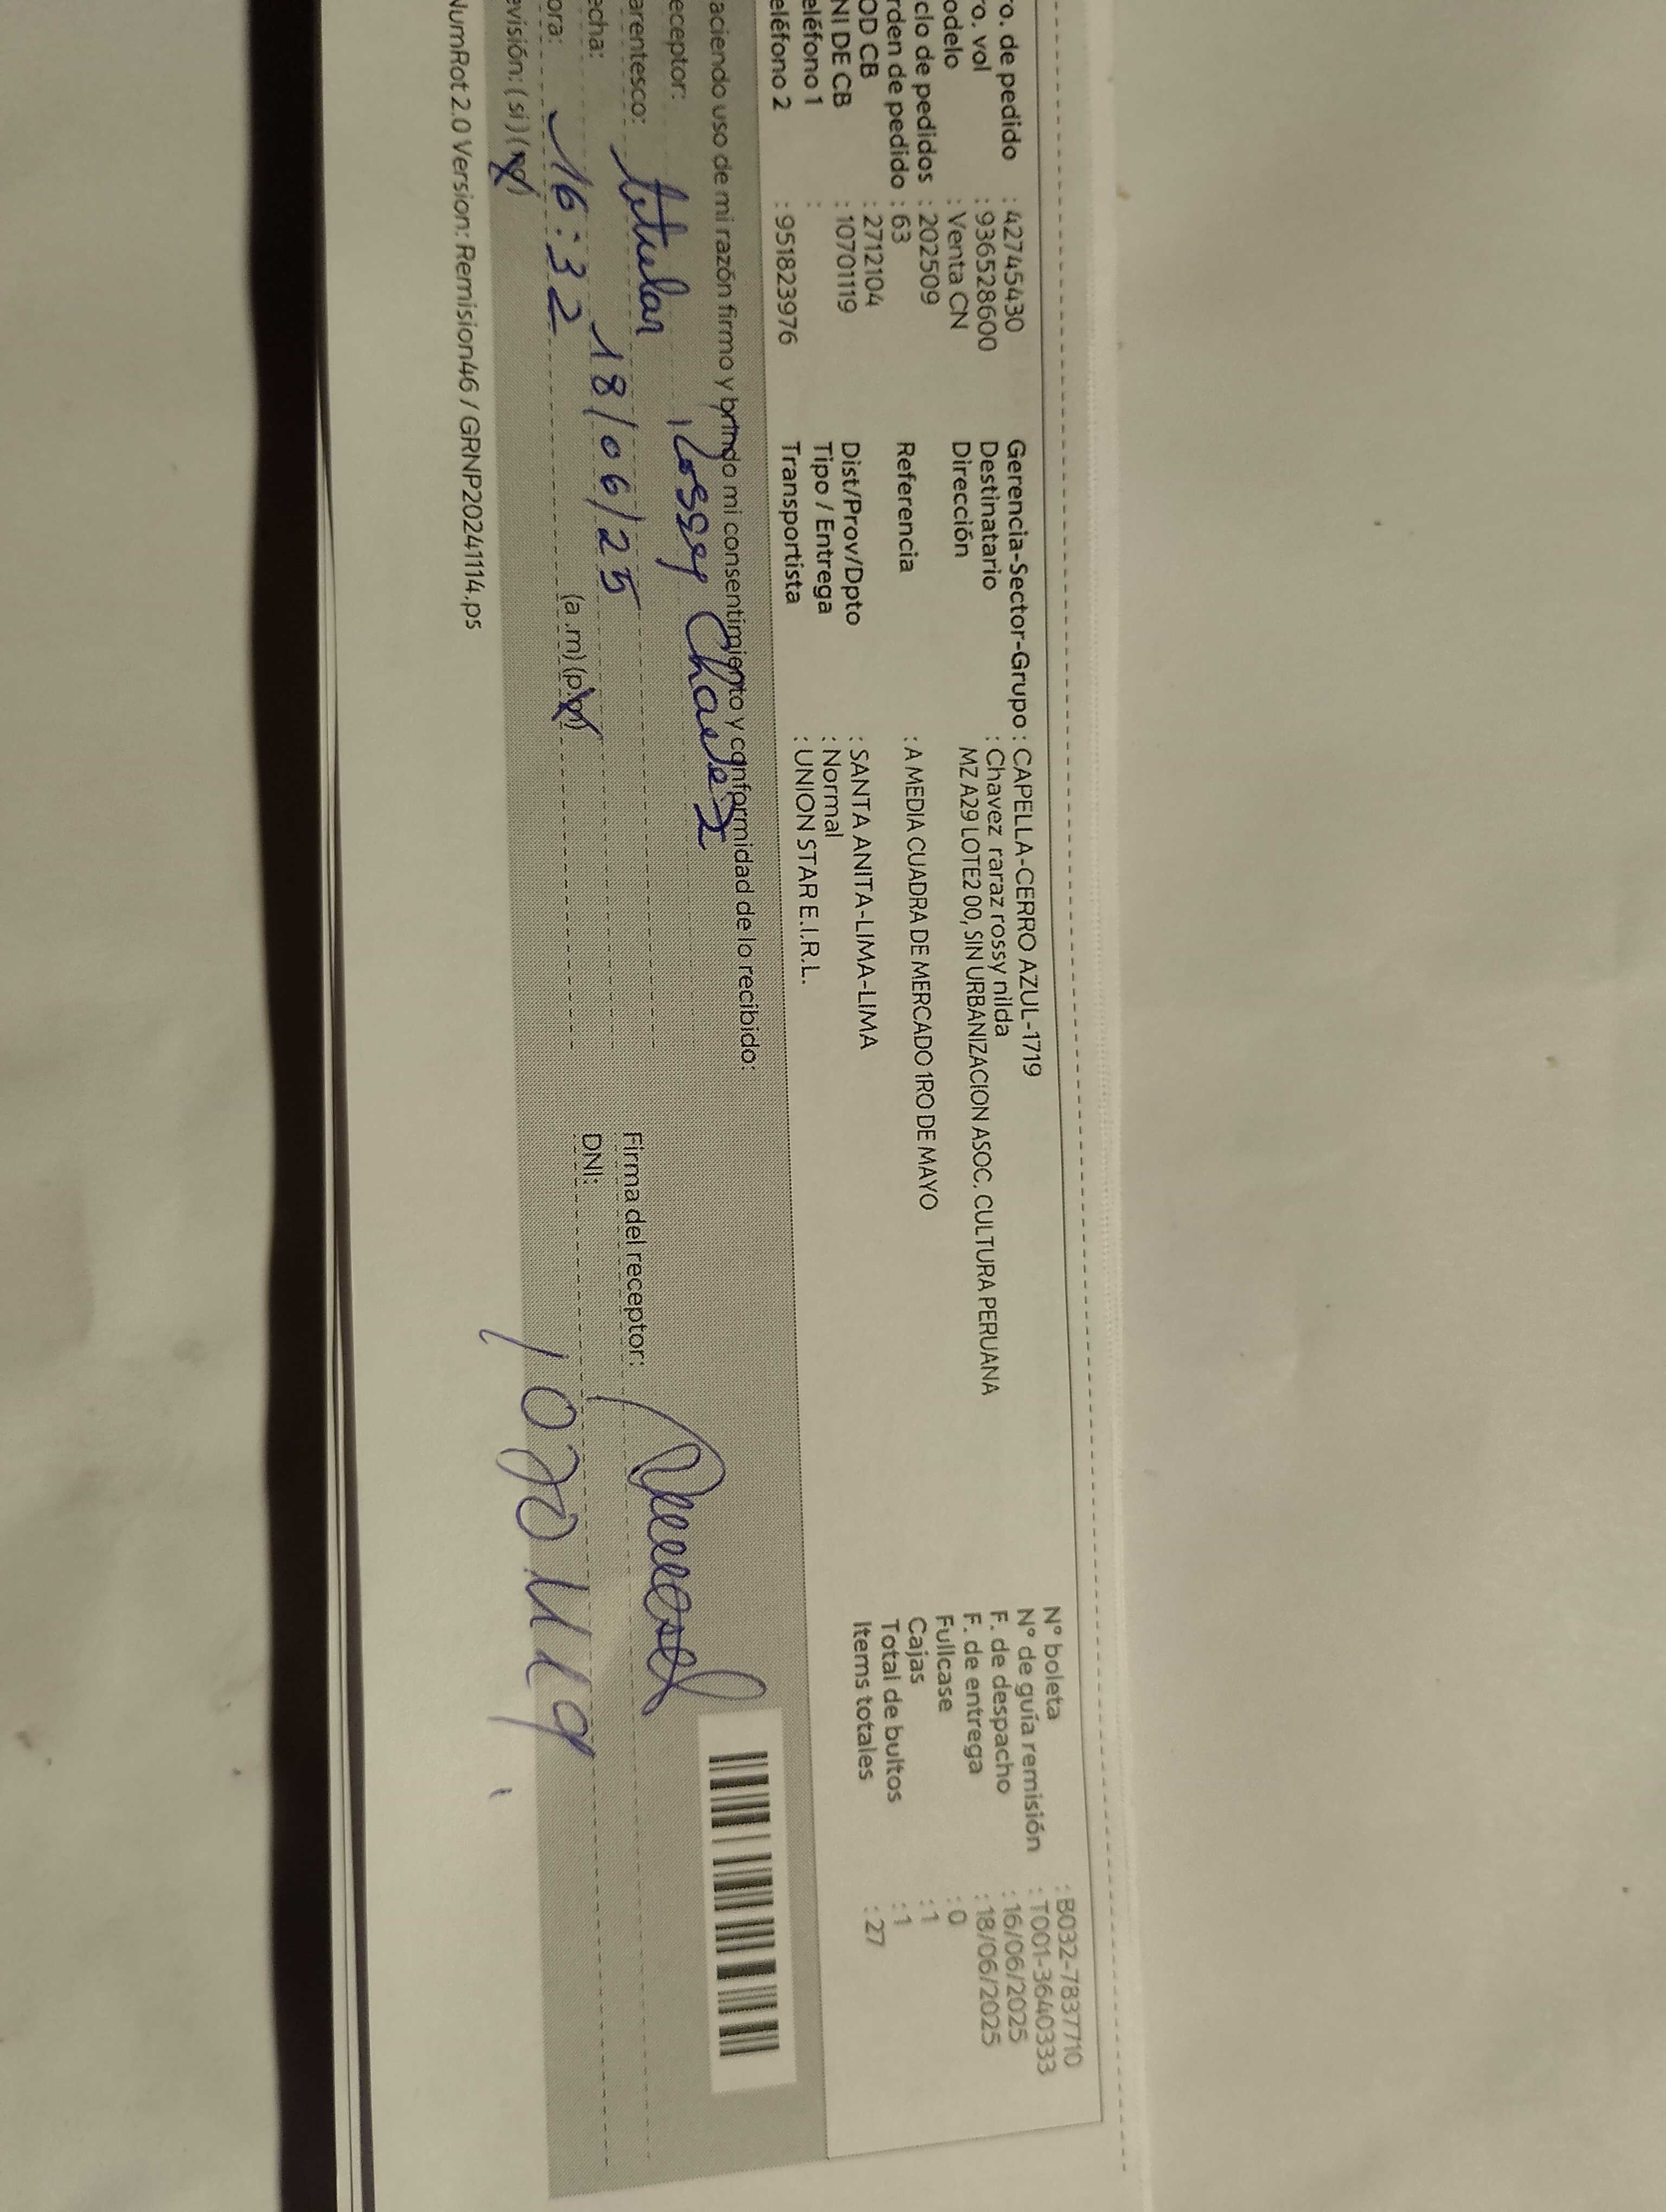 ro. de pedido : 42745430
o. vol : 936528600
odelo : Venta CN
clo de pedidos : 202509
rden de pedido : 63
OD CB : 2712104
NI DE CB : 10701119
eléfono 1 :
eléfono 2 : 951823976
Gerencia-Sector-Grupo : CAPELLA-CERRO AZUL-1719
Destinatario : Chavez raraz rossy nilda
Dirección MZ A29 LOTE2 00, SIN URBANIZACION ASOC. CULTURA PERUANA
Referencia : A MEDIA CUADRA DE MERCADO 1RO DE MAYO
Dist/Prov/Dpto : SANTA ANITA-LIMA-LIMA
Tipo / Entrega : Normal
Transportista : UNION STAR E.I.R.L.
N° boleta : B032-7837710
N° de guía remisión : T001-3640333
F. de despacho : 16/06/2025
F. de entrega : 18/06/2025
Fullcase : 0
Cajas : 1
Total de bultos : 1
Items totales : 27
aciendo uso de mi razón firmo y brindo mi consentimiento y conformidad de lo recibido:
eceptor: Rossy Chavez
arentesco: titular
echa: 18/06/25
ora: 16:32 (a.m) (p.m)
evisión: (si) (no)
Firma del receptor:
DNI: 10701119
NumRot 2.0 Version: Remision46 / GRNP20241114.ps